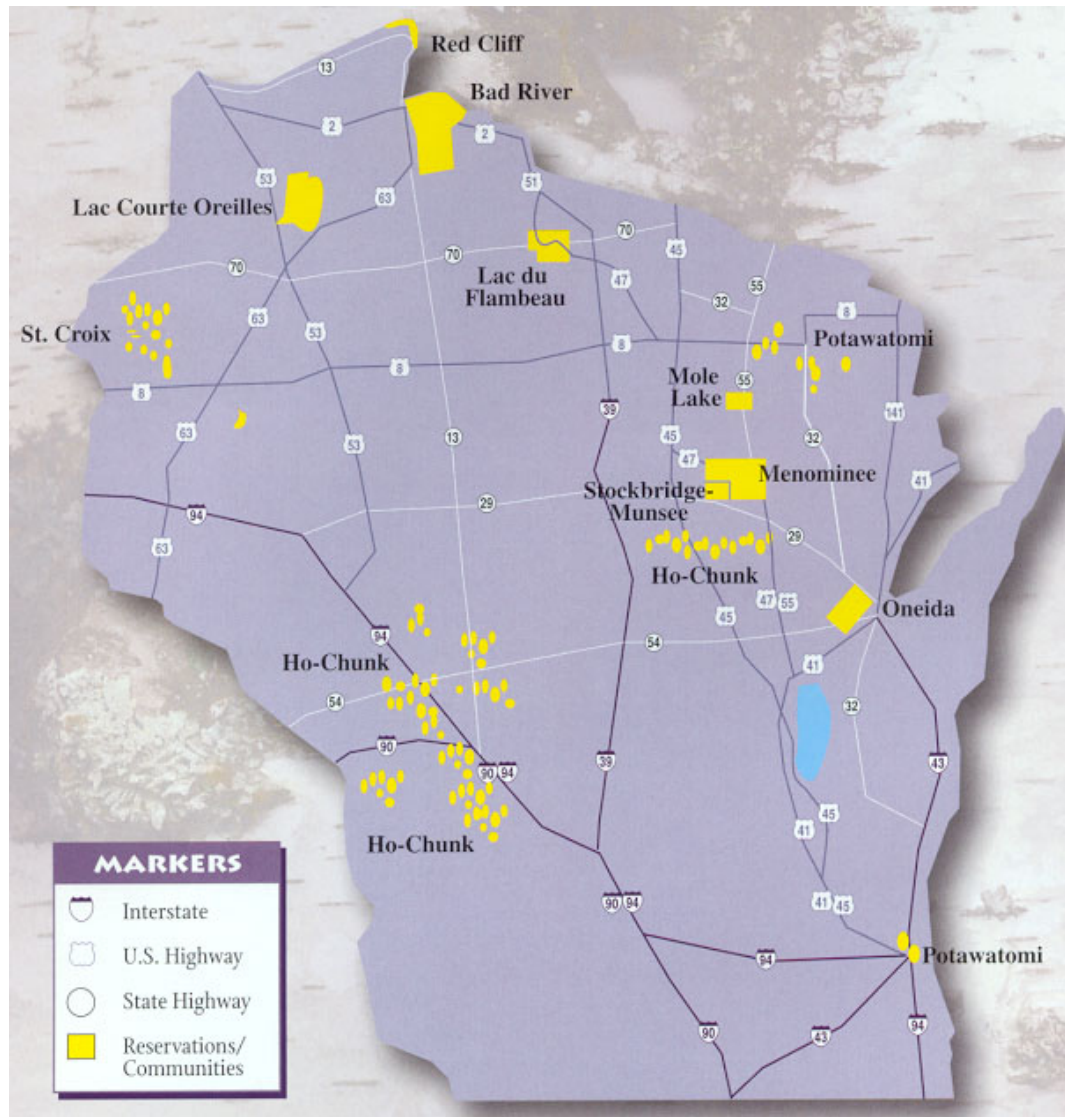 Red Cliff
13
Bad River
2
2
53
51
63
Lac Courte Oreilles
70
70
45
70
Lac du
Flambeau
47
55
32
63
St. Croix
53
8
8
Potawatomi
8
8
Mole
Lake
55
39
141
63
13
45
32
53
47
Menominee
41
Stockbridge-
Munsee
29
94
29
63
Ho-Chunk
47
55
Oneida
45
94
54
Ho-Chunk
41
54
32
90
39
43
90 94
45
41
Ho-Chunk
MARKERS
Interstate
U.S. Highway
State Highway
Reservations/
Communities
90 94
41 45
Potawatomi
94
90
43
94